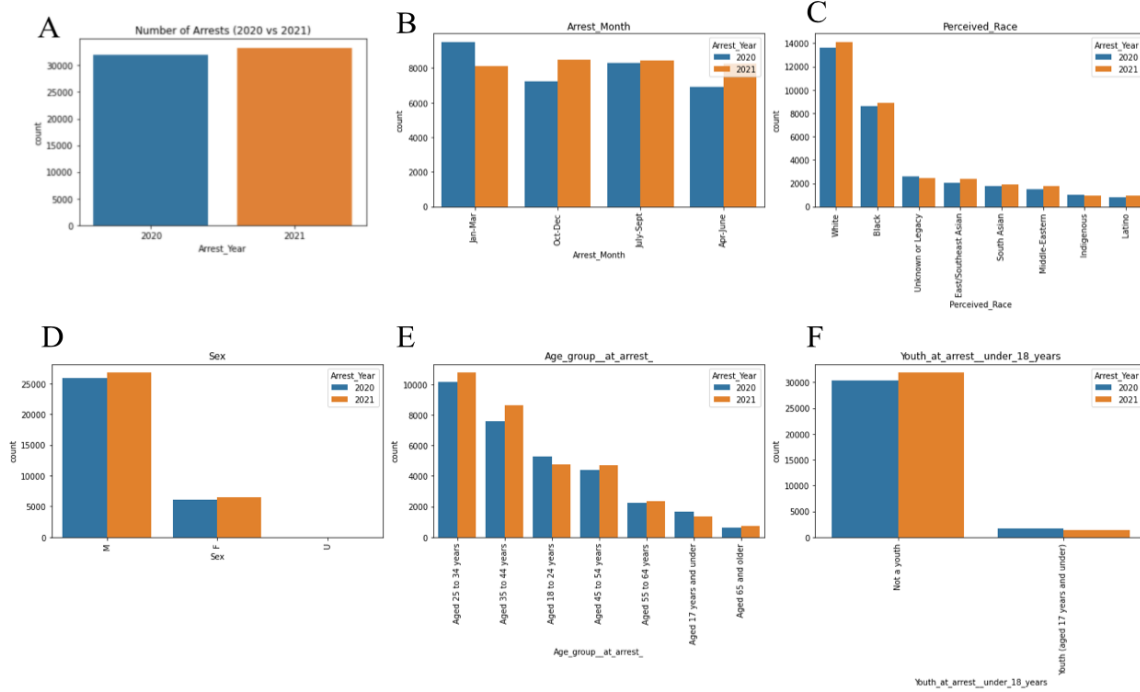 A
Number of Arrests (2020 vs 2021)
30000
25000
20000
15000
10000
5000
0
count
2020
2021
Arrest_Year
B
Arrest_Month
Arrest_Year
2020
2021
8000
6000
4000
2000
0
count
Jan-Mar
Oct-Dec
July-Sept
Apr-June
Arrest_Month
C
Perceived_Race
Arrest_Year
2020
2021
14000
12000
10000
8000
6000
4000
2000
0
count
White
Black
Unknown or Legacy
East/Southeast Asian
South Asian
Middle-Eastern
Indigenous
Latino
Perceived_Race
D
Sex
Arrest_Year
2020
2021
25000
20000
15000
10000
5000
0
count
M
F
U
Sex
E
Age_group__at_arrest_
Arrest_Year
2020
2021
10000
8000
6000
4000
2000
0
count
Aged 25 to 34 years
Aged 35 to 44 years
Aged 18 to 24 years
Aged 45 to 54 years
Aged 55 to 64 years
Aged 17 years and under
Aged 65 and older
Age_group__at_arrest_
F
Youth_at_arrest__under_18_years
Arrest_Year
2020
2021
30000
25000
20000
15000
10000
5000
0
count
Not a youth
Youth (aged 17 years and under)
Youth_at_arrest__under_18_years